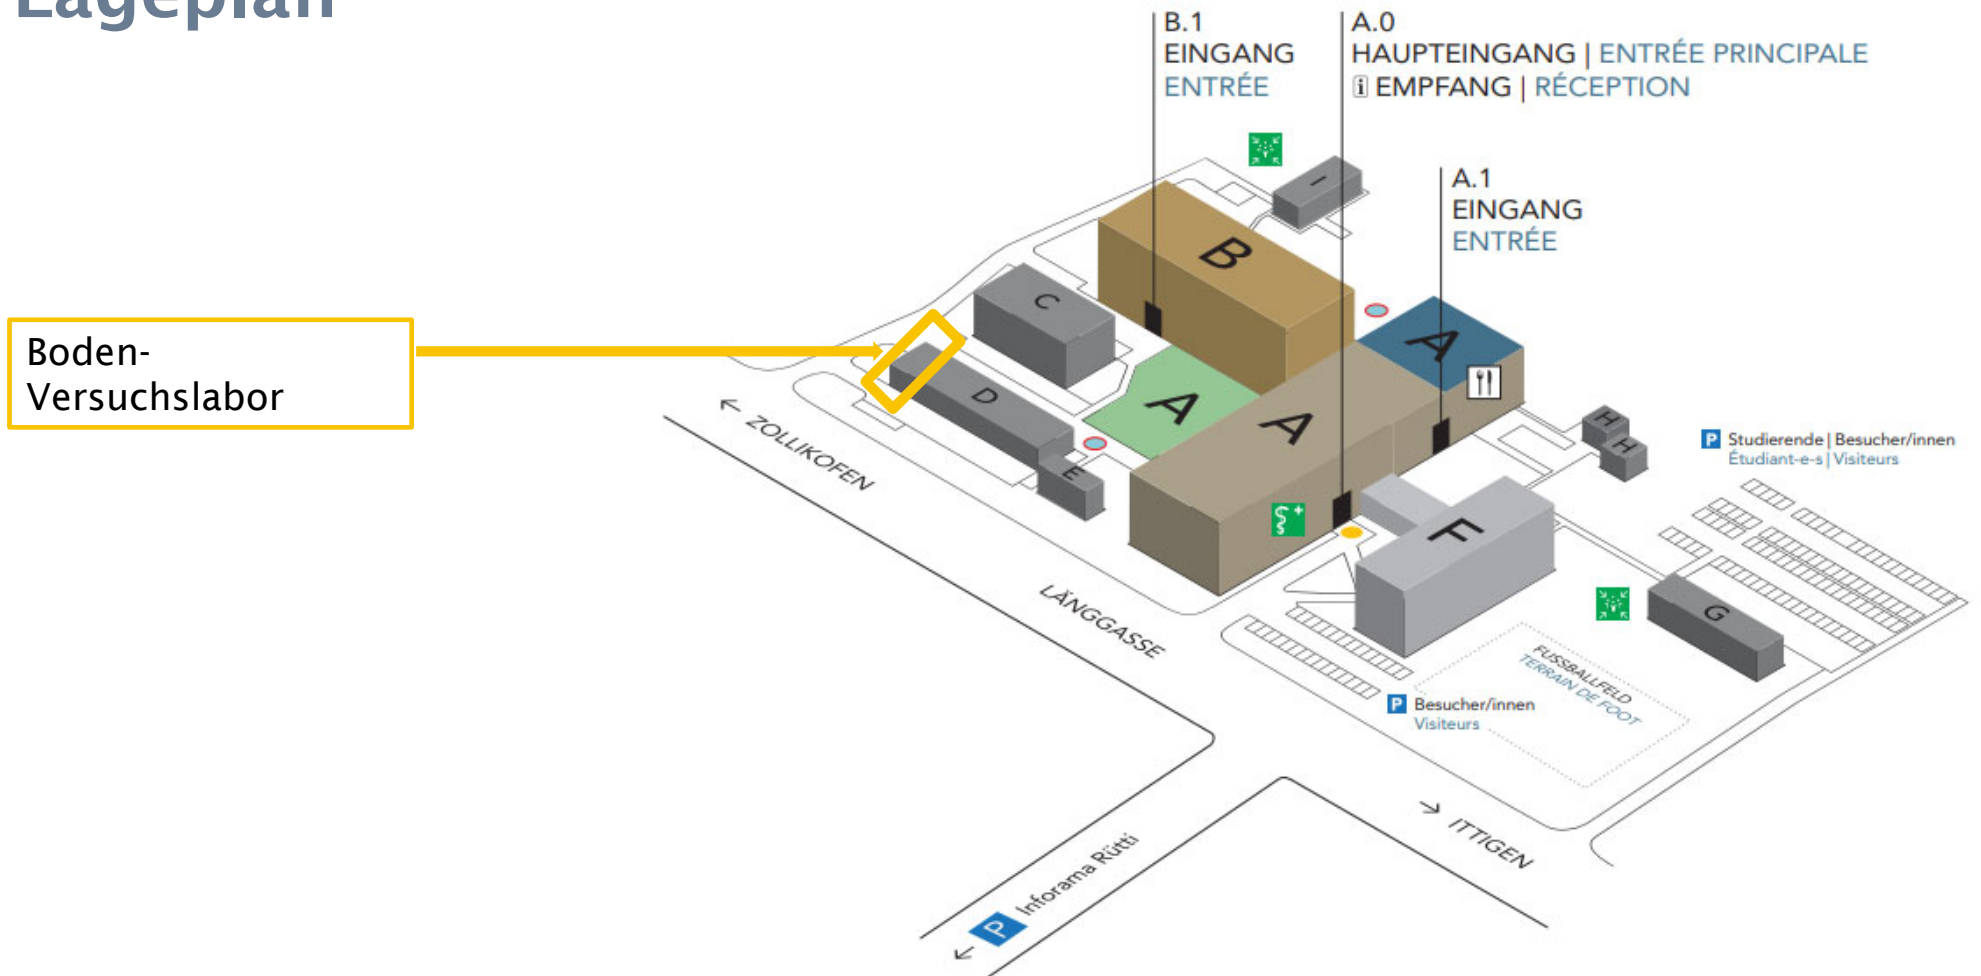 Lageplan
B.1
EINGANG
ENTRÉE
A.0
HAUPTEINGANG | ENTRÉE PRINCIPALE
i EMPFANG | RÉCEPTION
A.1
EINGANG
ENTRÉE
Boden-
Versuchslabor
I
B
C
A
D
A
A
E
H
H
F
G
P Studierende | Besucher/innen
Étudiant-e-s | Visiteurs
← ZOLLIKOFEN
LÄNGGASSE
FUSSBALLFELD
TERRAIN DE FOOT
P Besucher/innen
Visiteurs
→ ITTIGEN
← P Inforama Rütti